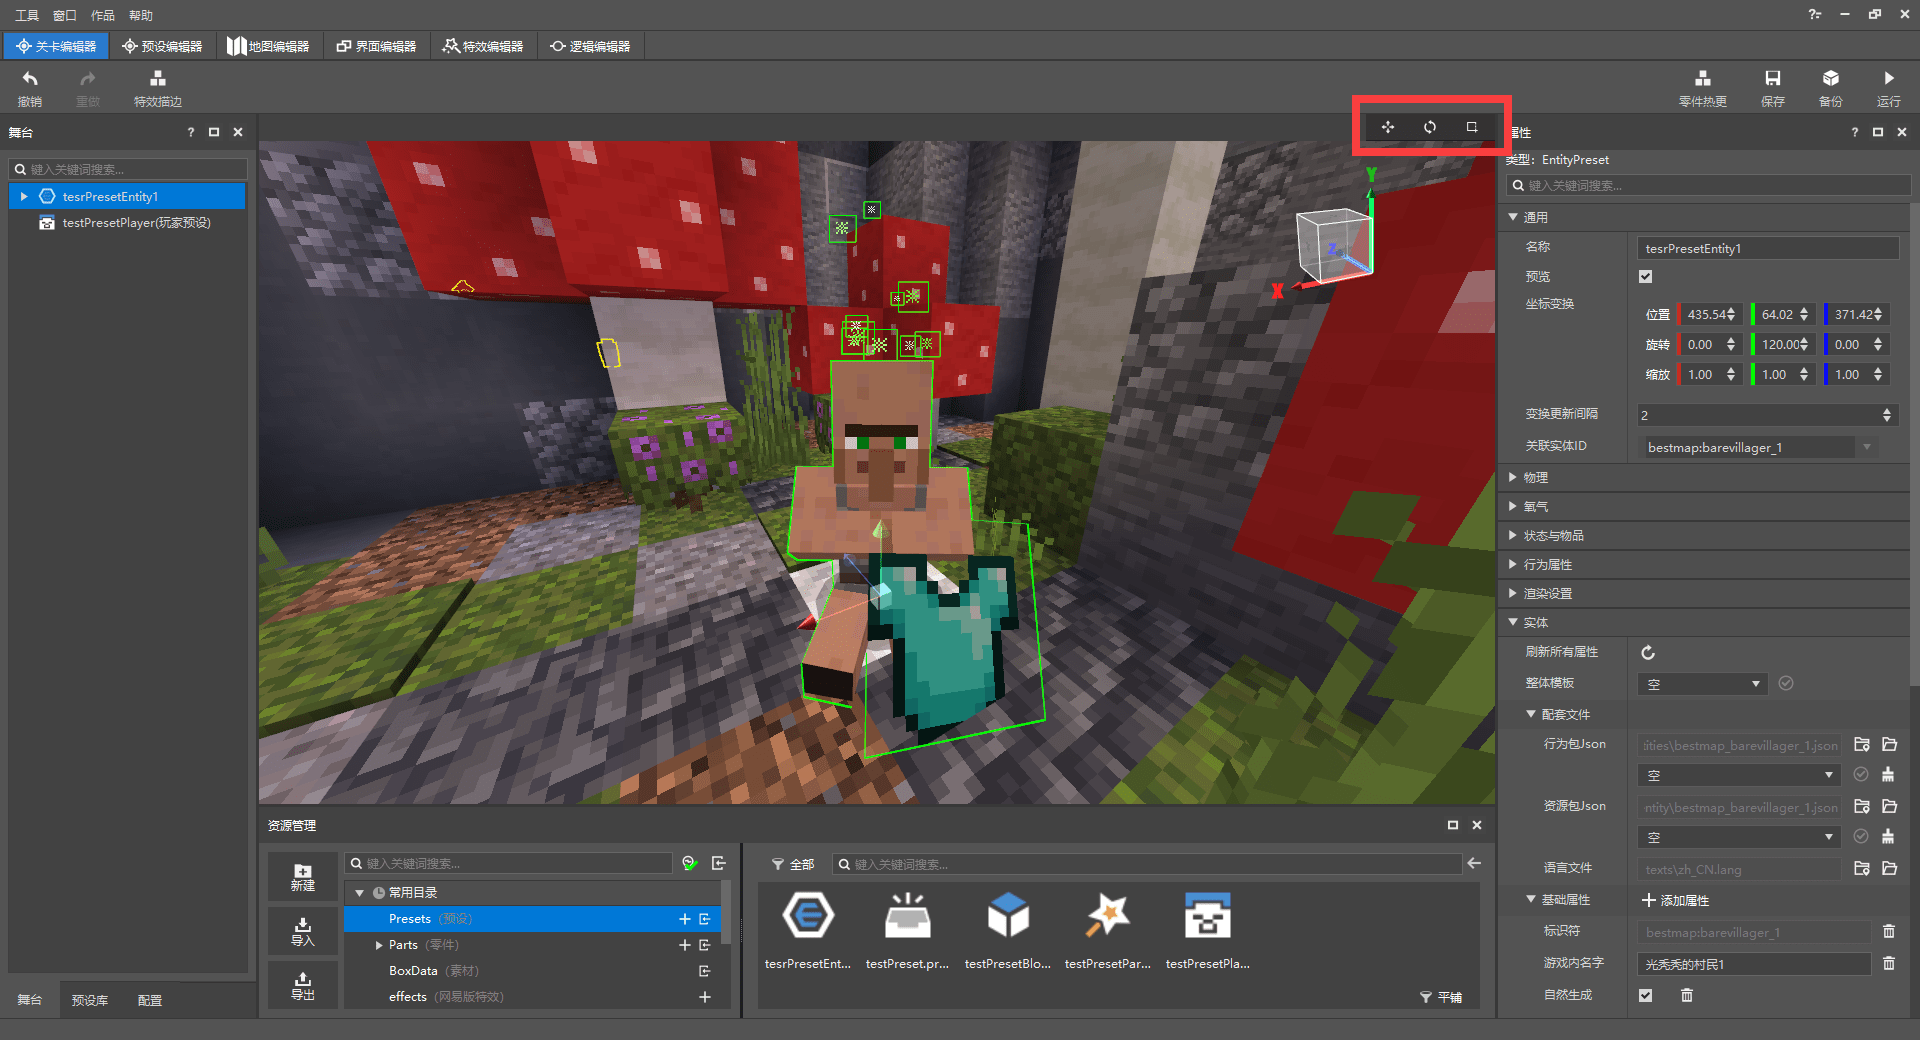 工具 窗口 作品 帮助
关卡编辑器 预设编辑器 地图编辑器 界面编辑器 特效编辑器 逻辑编辑器
撤销 重做 特效描边 零件热更 保存 备份 运行
舞台
键入关键词搜索...
tesrPresetEntity1
testPresetPlayer(玩家预设)
舞台 预设库 配置
Y
X
Z
属性
类型: EntityPreset
键入关键词搜索...
通用
名称 tesrPresetEntity1
预览
坐标变换
位置 435.54 64.02 371.42
旋转 0.00 120.00 0.00
缩放 1.00 1.00 1.00
变换更新间隔 2
关联实体ID bestmap:barevillager_1
物理
氧气
状态与物品
行为属性
渲染设置
实体
刷新所有属性
整体模板 空
配套文件
行为包Json ities\bestmap_barevillager_1.json
空
资源包Json ntity\bestmap_barevillager_1.json
空
语言文件 texts\zh_CN.lang
基础属性 添加属性
标识符 bestmap:barevillager_1
游戏内名字 光秃秃的村民1
自然生成
资源管理
新建
导入
导出
键入关键词搜索...
常用目录
Presets (预设)
Parts (零件)
BoxData (素材)
effects (网易版特效)
全部 键入关键词搜索...
tesrPresetEnt... testPreset.pr... testPresetBlo... testPresetPar... testPresetPla...
平铺